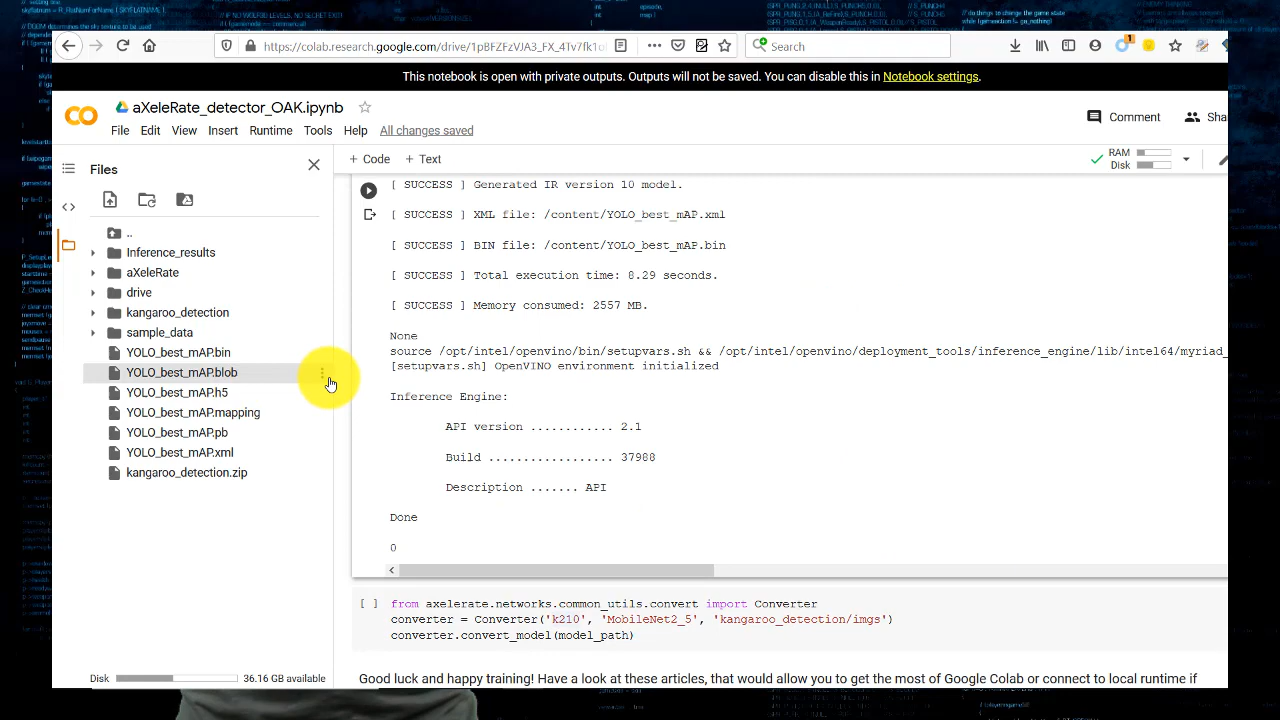 https://colab.research.google.com/drive/1pBFZFzVA3_FX_4Tv7fk1o
Search
1
This notebook is open with private outputs. Outputs will not be saved. You can disable this in Notebook settings.
aXeleRate_detector_OAK.ipynb
File Edit View Insert Runtime Tools Help All changes saved
Comment
Sha
Files
+ Code + Text
RAM
Disk
..
Inference_results
aXeleRate
drive
kangaroo_detection
sample_data
YOLO_best_mAP.bin
YOLO_best_mAP.blob
YOLO_best_mAP.h5
YOLO_best_mAP.mapping
YOLO_best_mAP.pb
YOLO_best_mAP.xml
kangaroo_detection.zip
Disk 36.16 GB available
[ SUCCESS ] Generated IR version 10 model.
[ SUCCESS ] XML file: /content/YOLO_best_mAP.xml
[ SUCCESS ] BIN file: /content/YOLO_best_mAP.bin
[ SUCCESS ] Total execution time: 8.29 seconds.
[ SUCCESS ] Memory consumed: 2557 MB.
None
source /opt/intel/openvino/bin/setupvars.sh && /opt/intel/openvino/deployment_tools/inference_engine/lib/intel64/myriad_
[setupvars.sh] OpenVINO environment initialized
Inference Engine:
API version ............ 2.1
Build .................. 37988
Description ....... API
Done
0
[ ] from axelerate.networks.common_utils.convert import Converter
converter = Converter('k210', 'MobileNet2_5', 'kangaroo_detection/imgs')
converter.convert_model(model_path)
Good luck and happy training! Have a look at these articles, that would allow you to get the most of Google Colab or connect to local runtime if